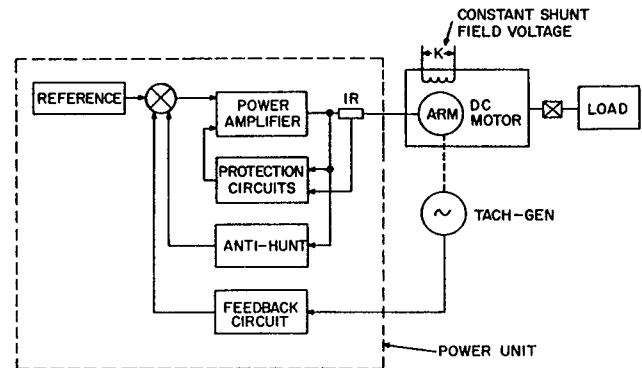 CONSTANT SHUNT
FIELD VOLTAGE
K
REFERENCE
POWER
AMPLIFIER
IR
ARM
DC
MOTOR
LOAD
PROTECTION
CIRCUITS
TACH-GEN
ANTI-HUNT
FEEDBACK
CIRCUIT
POWER UNIT